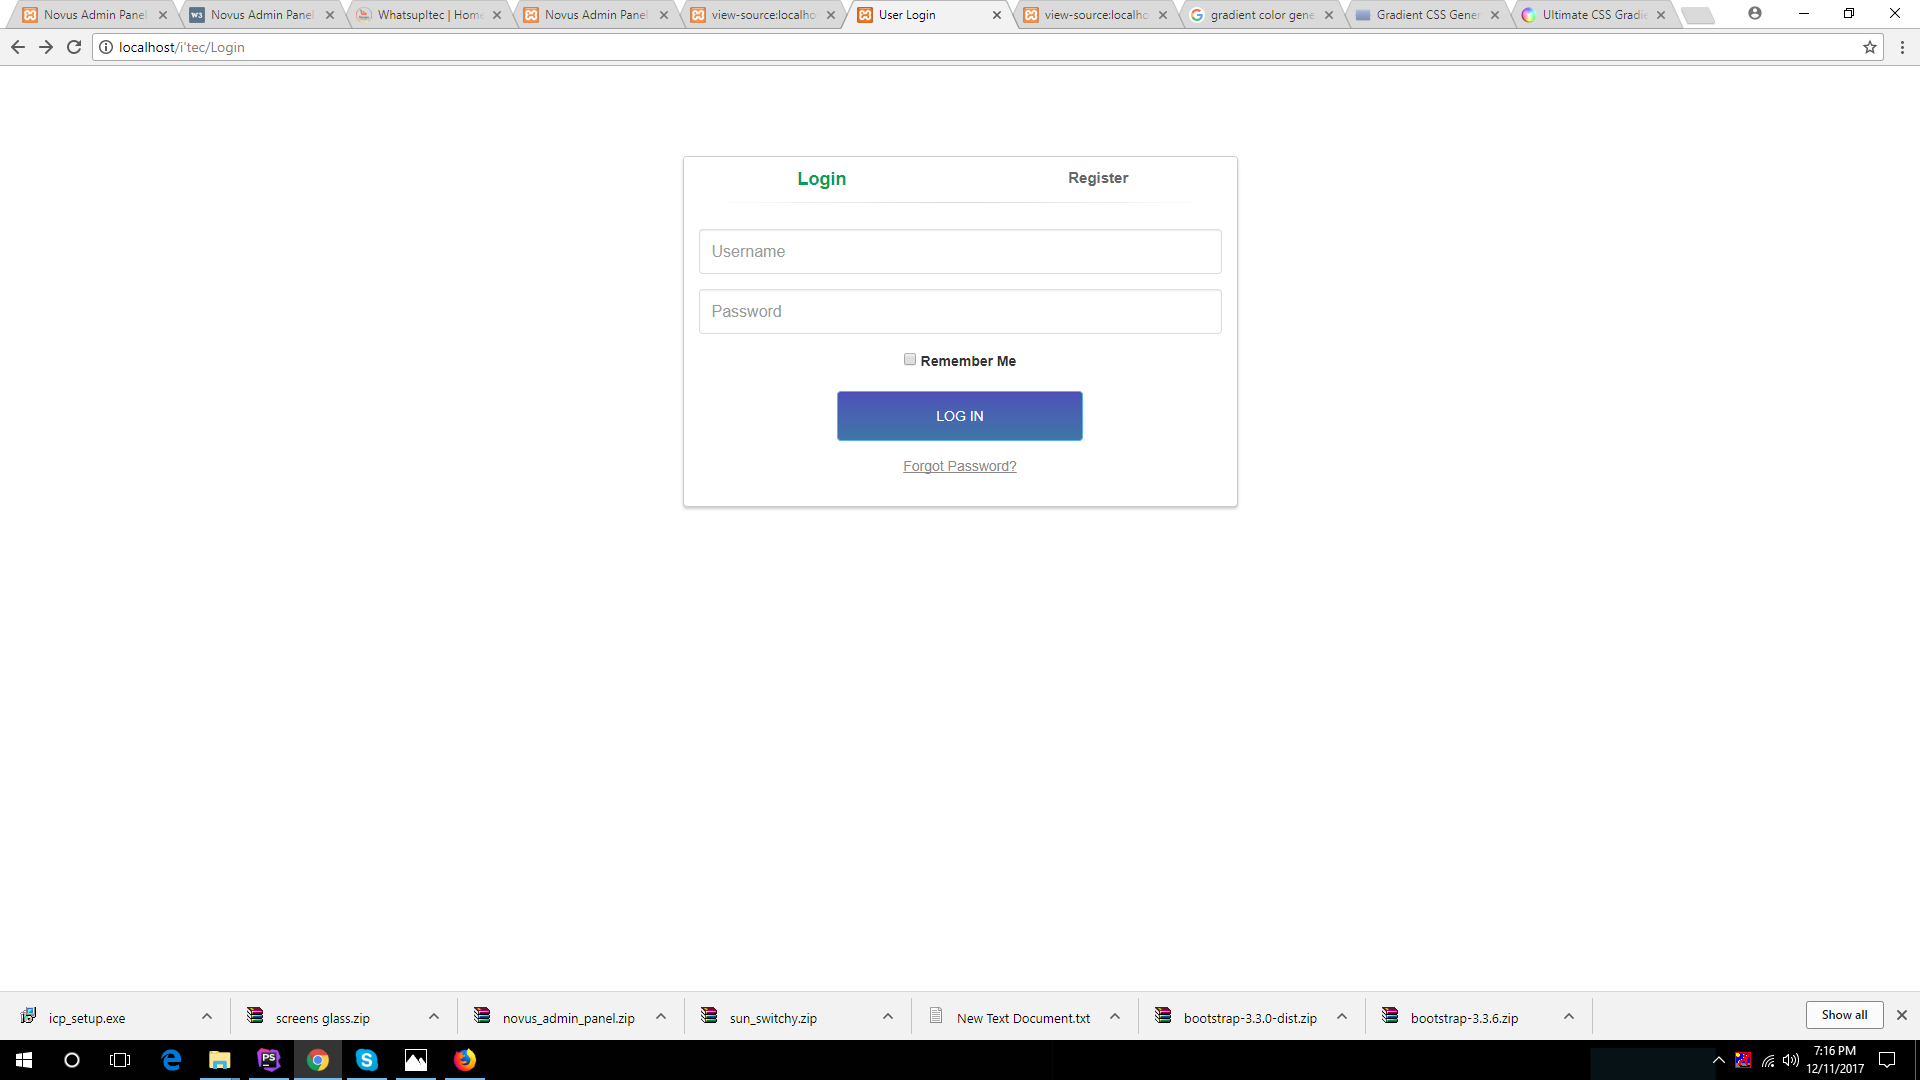 Novus Admin Panel
Novus Admin Panel
WhatsupItec | Home
Novus Admin Panel
view-source:localho
User Login
view-source:localho
gradient color gene
Gradient CSS Gener
Ultimate CSS Gradie
localhost/i'tec/Login
Login
Register
Username
Password
Remember Me
LOG IN
Forgot Password?
icp_setup.exe
screens glass.zip
novus_admin_panel.zip
sun_switchy.zip
New Text Document.txt
bootstrap-3.3.0-dist.zip
bootstrap-3.3.6.zip
Show all
7:16 PM
12/11/2017